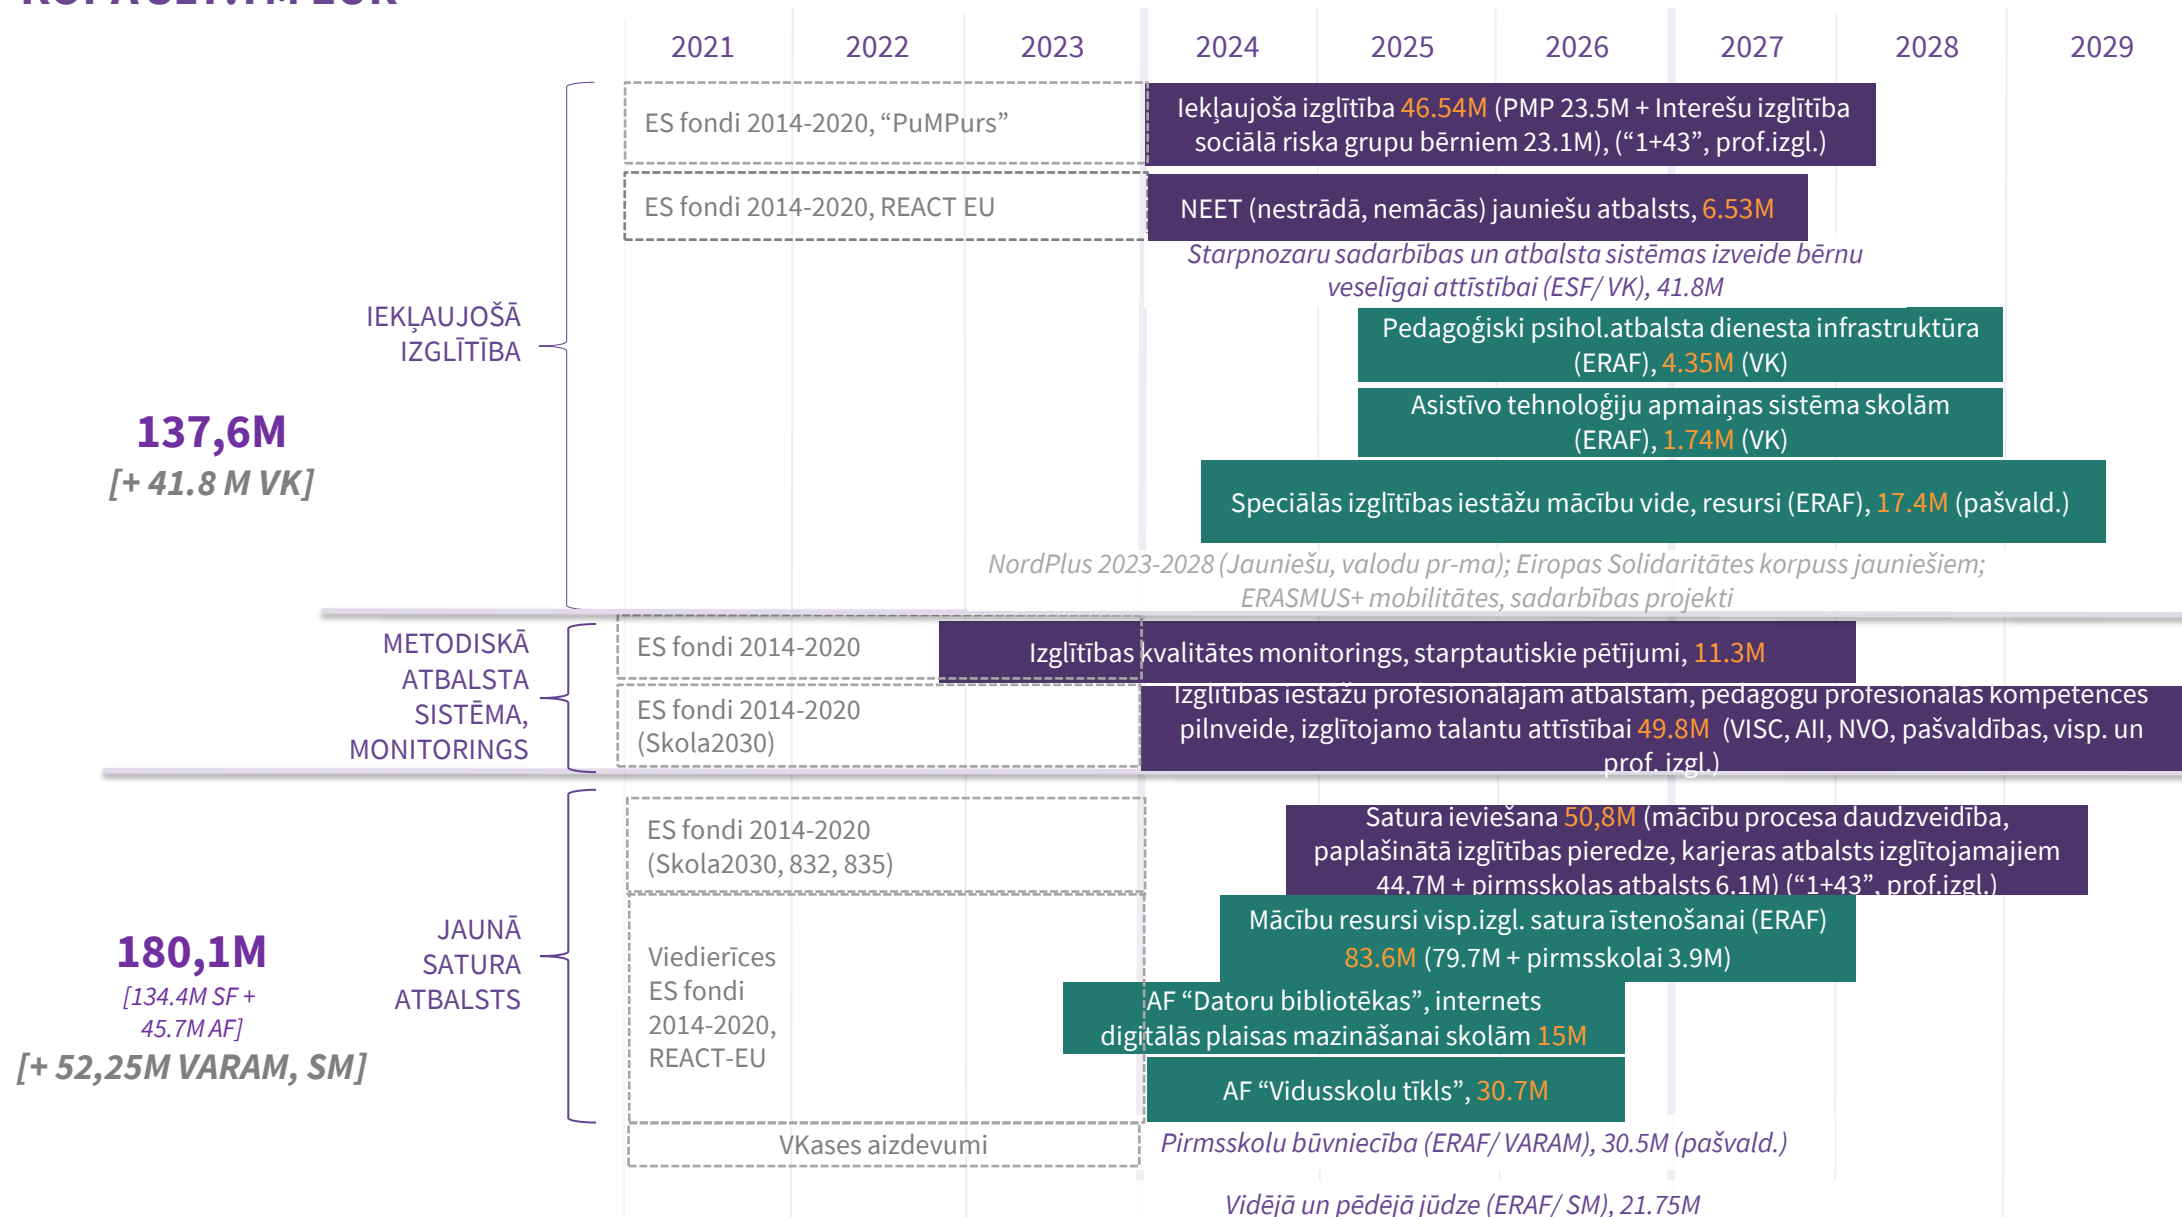 2021 2022 2023 2024 2025 2026 2027 2028 2029
ES fondi 2014-2020, “PuMPurs”
Iekļaujoša izglītība 46.54M (PMP 23.5M + Interešu izglītība
sociālā riska grupu bērniem 23.1M), (“1+43”, prof.izgl.)
ES fondi 2014-2020, REACT EU
NEET (nestrādā, nemācās) jauniešu atbalsts, 6.53M
Starpnozaru sadarbības un atbalsta sistēmas izveide bērnu
veselīgai attīstībai (ESF/ VK), 41.8M
IEKĻAUJOŠĀ
IZGLĪTĪBA
Pedagoģiski psihol.atbalsta dienesta infrastruktūra
(ERAF), 4.35M (VK)
137,6M
[+ 41.8 M VK]
Asistīvo tehnoloģiju apmaiņas sistēma skolām
(ERAF), 1.74M (VK)
Speciālās izglītības iestāžu mācību vide, resursi (ERAF), 17.4M (pašvald.)
NordPlus 2023-2028 (Jauniešu, valodu pr-ma); Eiropas Solidaritātes korpuss jauniešiem;
ERASMUS+ mobilitātes, sadarbības projekti
METODISKĀ
ATBALSTA
SISTĒMA,
MONITORINGS
ES fondi 2014-2020
Izglītības kvalitātes monitorings, starptautiskie pētījumi, 11.3M
ES fondi 2014-2020
(Skola2030)
Izglītības iestāžu profesionālajam atbalstam, pedagogu profesionālās kompetences
pilnveide, izglītojamo talantu attīstībai 49.8M (VISC, AII, NVO, pašvaldības, visp. un
prof. izgl.)
ES fondi 2014-2020
(Skola2030, 832, 835)
Satura ieviešana 50,8M (mācību procesa daudzveidība,
paplašinātā izglītības pieredze, karjeras atbalsts izglītojamajiem
44.7M + pirmsskolas atbalsts 6.1M) (“1+43”, prof.izgl.)
JAUNĀ
SATURA
ATBALSTS
180,1M
[134.4M SF +
45.7M AF]
[+ 52,25M VARAM, SM]
Viedierīces
ES fondi
2014-2020,
REACT-EU
Mācību resursi visp.izgl. satura īstenošanai (ERAF)
83.6M (79.7M + pirmsskolai 3.9M)
AF “Datoru bibliotēkas”, internets
digitālās plaisas mazināšanai skolām 15M
AF “Vidusskolu tīkls”, 30.7M
VKases aizdevumi
Pirmsskolu būvniecība (ERAF/ VARAM), 30.5M (pašvald.)
Vidējā un pēdējā jūdze (ERAF/ SM), 21.75M